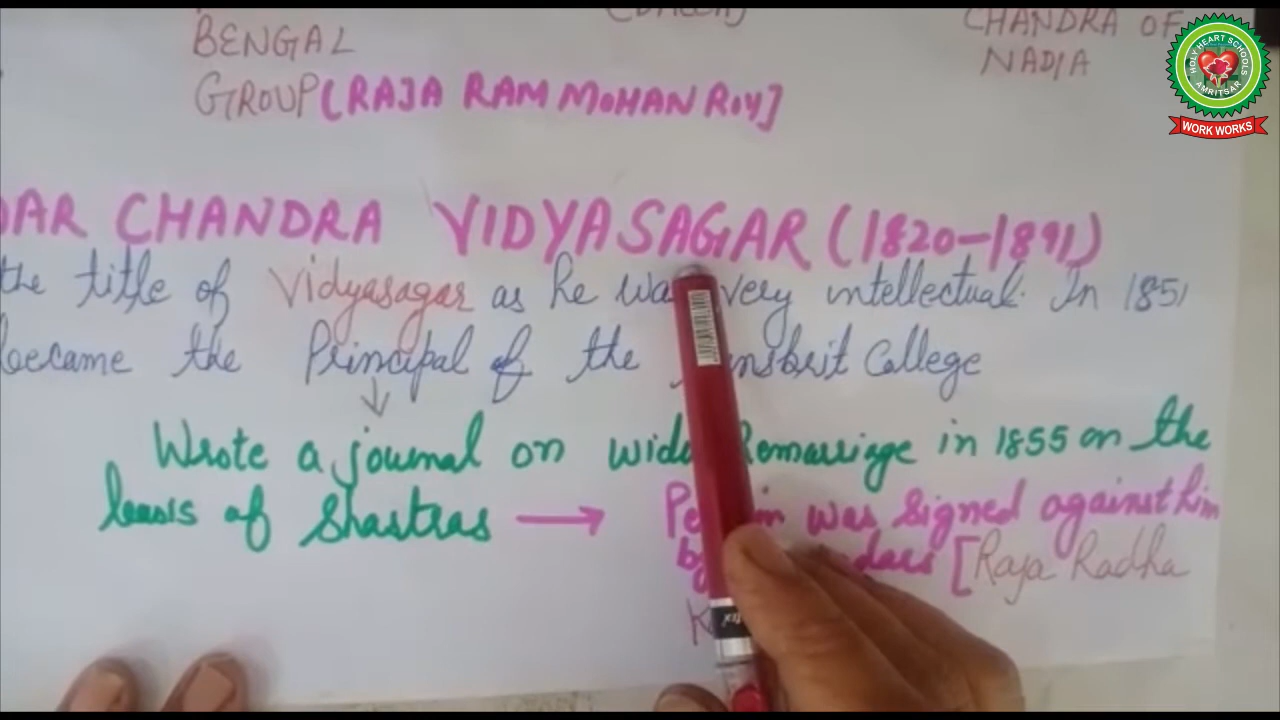 CHANDRA OF
BENGAL
NADIA
GROUP [RAJA RAM MOHAN ROY]
DAR CHANDRA VIDYASAGAR (1820-1891)
the title of Vidyasagar as he was very intellectual. In 1851
became the Principal of the College
Wrote a journal on Remarriage in 1855 on the
basis of Shastras → was signed against him
[Raja Radha
HOLY HEART SCHOOLS
AMRITSAR
WORK WORKS